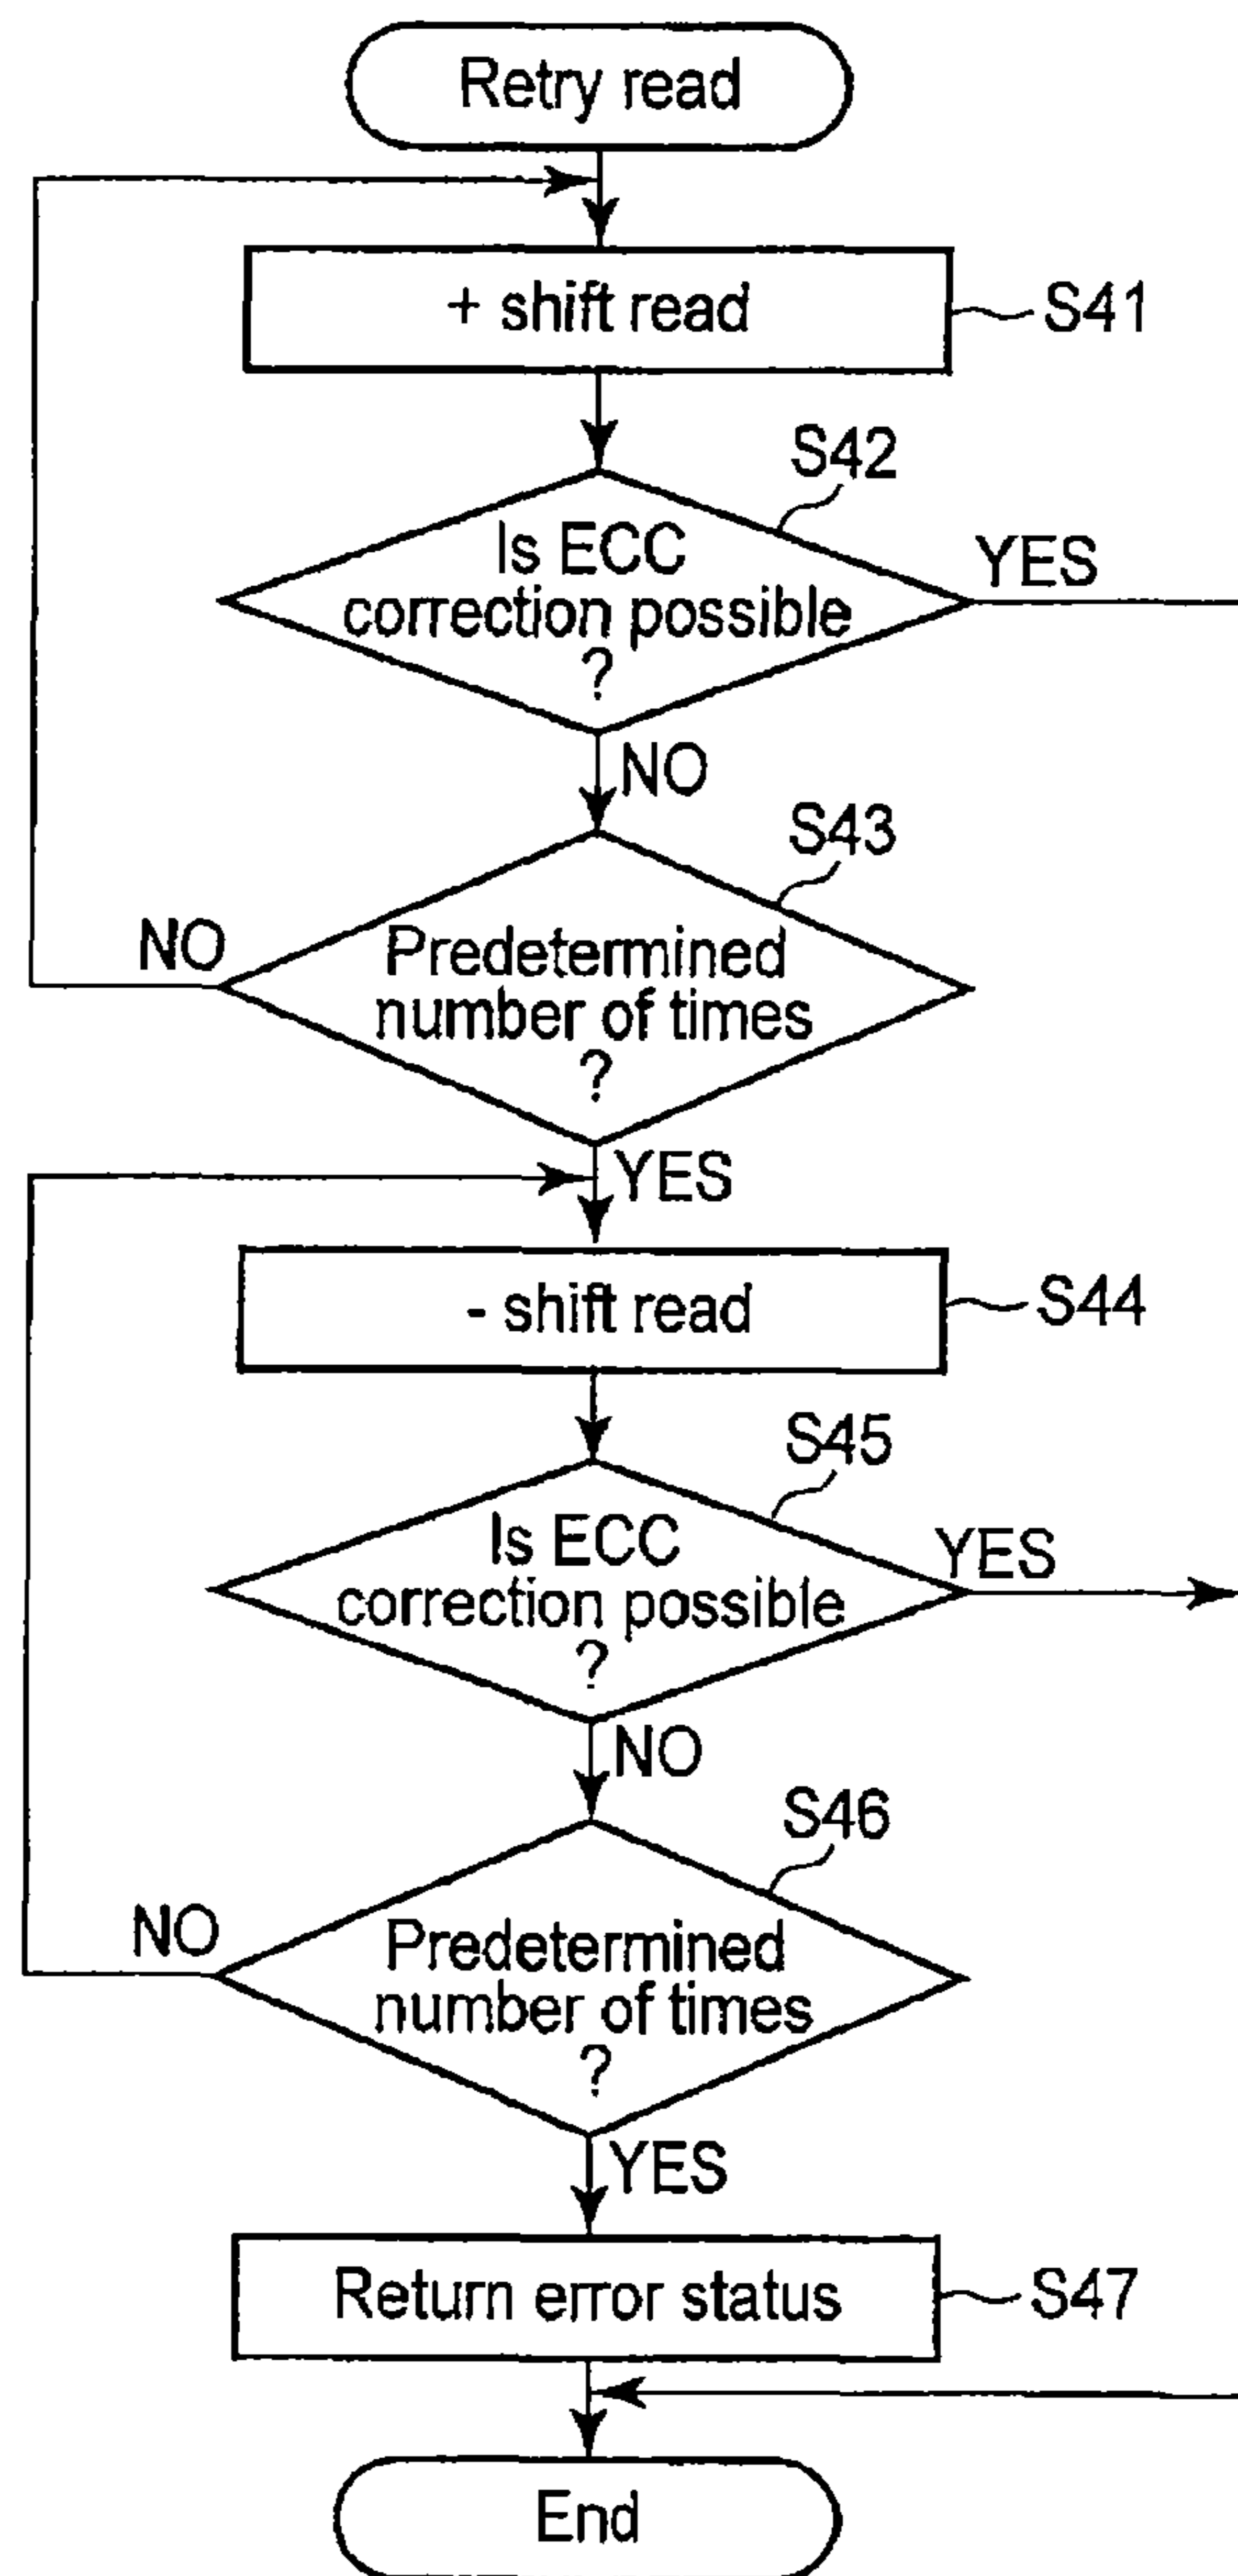 Retry read
+ shift read
S41
S42
Is ECC
correction possible
?
YES
NO
S43
Predetermined
number of times
?
NO
YES
- shift read
S44
S45
Is ECC
correction possible
?
YES
NO
S46
Predetermined
number of times
?
NO
YES
Return error status
S47
End